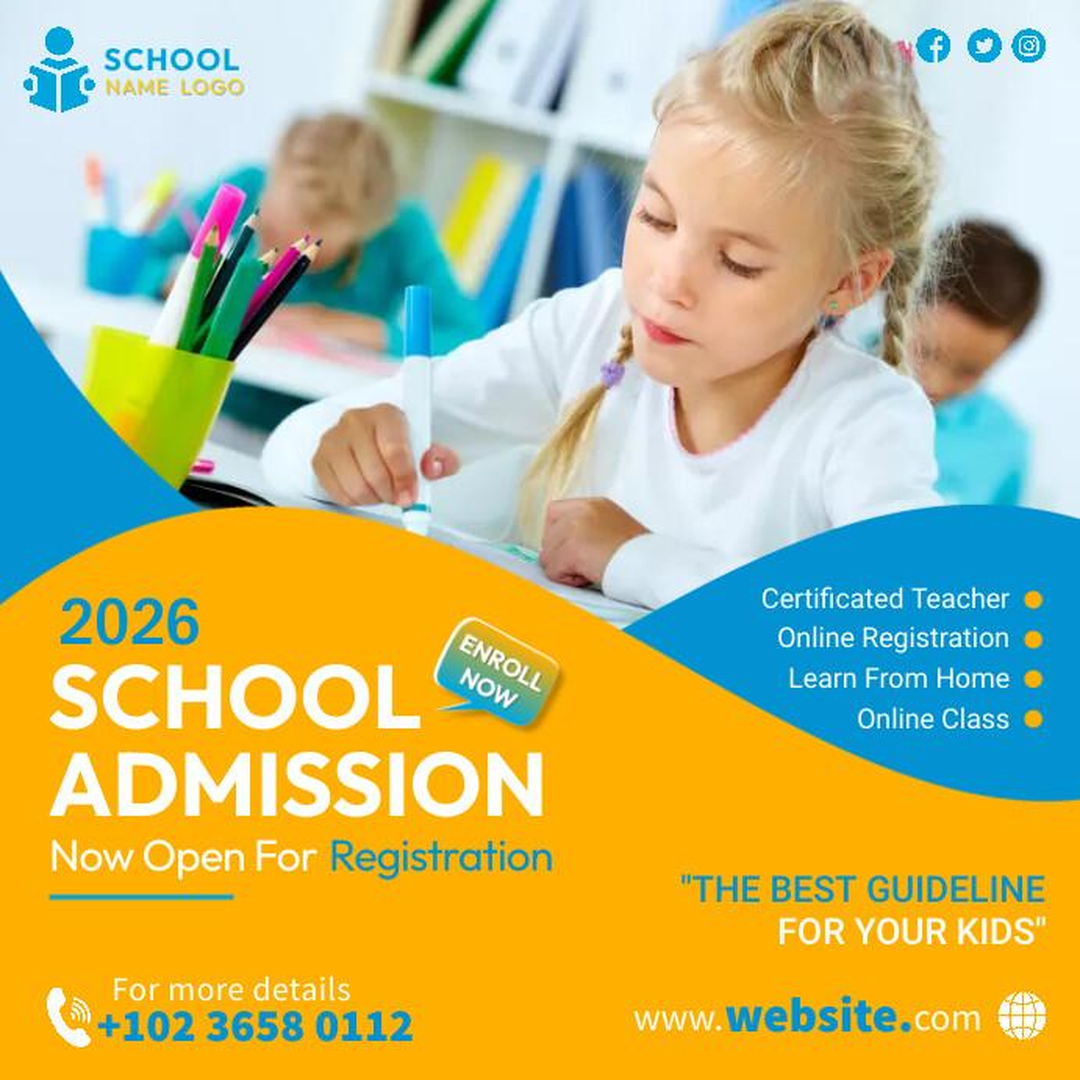 SCHOOL
NAME LOGO
2026
SCHOOL
ADMISSION
Now Open For Registration
ENROLL
NOW
Certificated Teacher
Online Registration
Learn From Home
Online Class
"THE BEST GUIDELINE
FOR YOUR KIDS"
For more details
+102 3658 0112
www.website.com